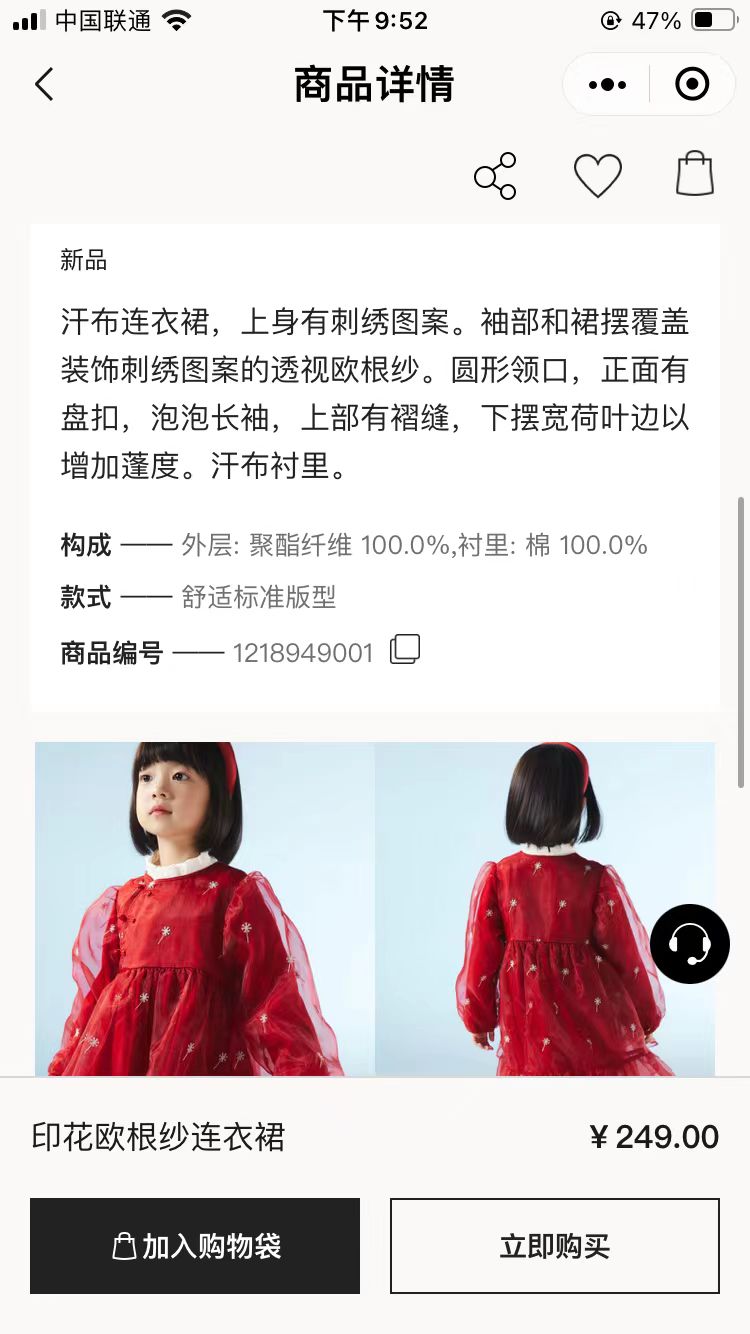 中国联通
下午9:52
47%
商品详情
新品
汗布连衣裙，上身有刺绣图案。袖部和裙摆覆盖
装饰刺绣图案的透视欧根纱。圆形领口，正面有
盘扣，泡泡长袖，上部有褶缝，下摆宽荷叶边以
增加蓬度。汗布衬里。
构成 —— 外层: 聚酯纤维 100.0%,衬里: 棉 100.0%
款式 —— 舒适标准版型
商品编号 —— 1218949001
印花欧根纱连衣裙
¥ 249.00
加入购物袋
立即购买